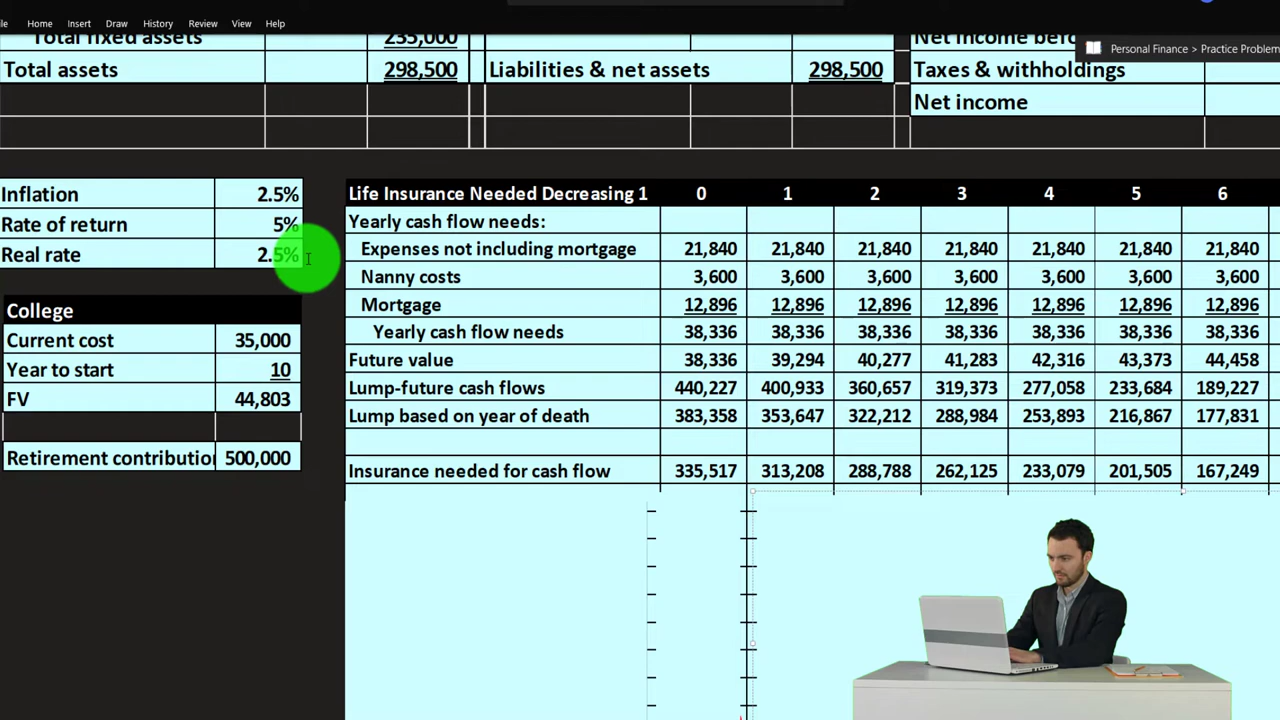 Home Insert Draw History Review View Help
Personal Finance > Practice Problem
Total fixed assets 235,000 Net income
Total assets 298,500 Liabilities & net assets 298,500 Taxes & withholdings
Net income
Inflation 2.5%
Rate of return 5%
Real rate 2.5%
College
Current cost 35,000
Year to start 10
FV 44,803
Retirement contribution 500,000
Life Insurance Needed Decreasing 1 0 1 2 3 4 5 6
Yearly cash flow needs:
Expenses not including mortgage 21,840 21,840 21,840 21,840 21,840 21,840 21,840
Nanny costs 3,600 3,600 3,600 3,600 3,600 3,600 3,600
Mortgage 12,896 12,896 12,896 12,896 12,896 12,896 12,896
Yearly cash flow needs 38,336 38,336 38,336 38,336 38,336 38,336 38,336
Future value 38,336 39,294 40,277 41,283 42,316 43,373 44,458
Lump-future cash flows 440,227 400,933 360,657 319,373 277,058 233,684 189,227
Lump based on year of death 383,358 353,647 322,212 288,984 253,893 216,867 177,831
Insurance needed for cash flow 335,517 313,208 288,788 262,125 233,079 201,505 167,249